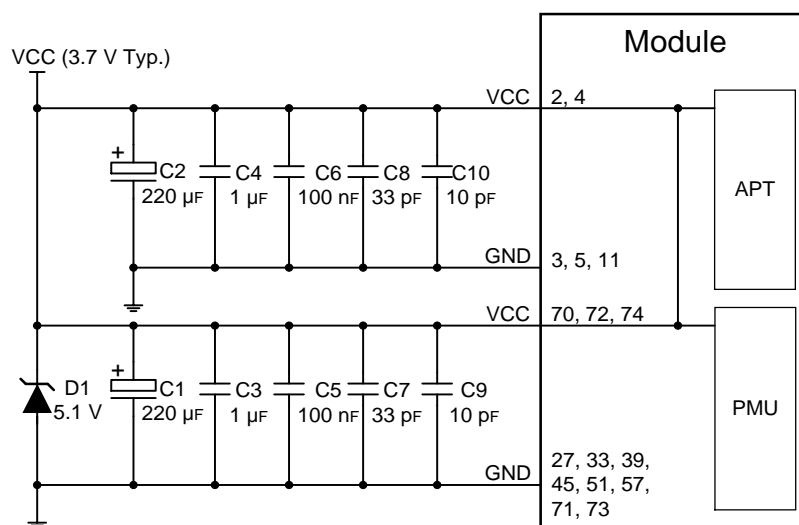 Module
VCC (3.7 V Typ.)
VCC
2, 4
C2
220 µF
C4
1 µF
C6
100 nF
C8
33 pF
C10
10 pF
APT
GND
3, 5, 11
VCC
70, 72, 74
D1
5.1 V
C1
220 µF
C3
1 µF
C5
100 nF
C7
33 pF
C9
10 pF
PMU
GND
27, 33, 39,
45, 51, 57,
71, 73